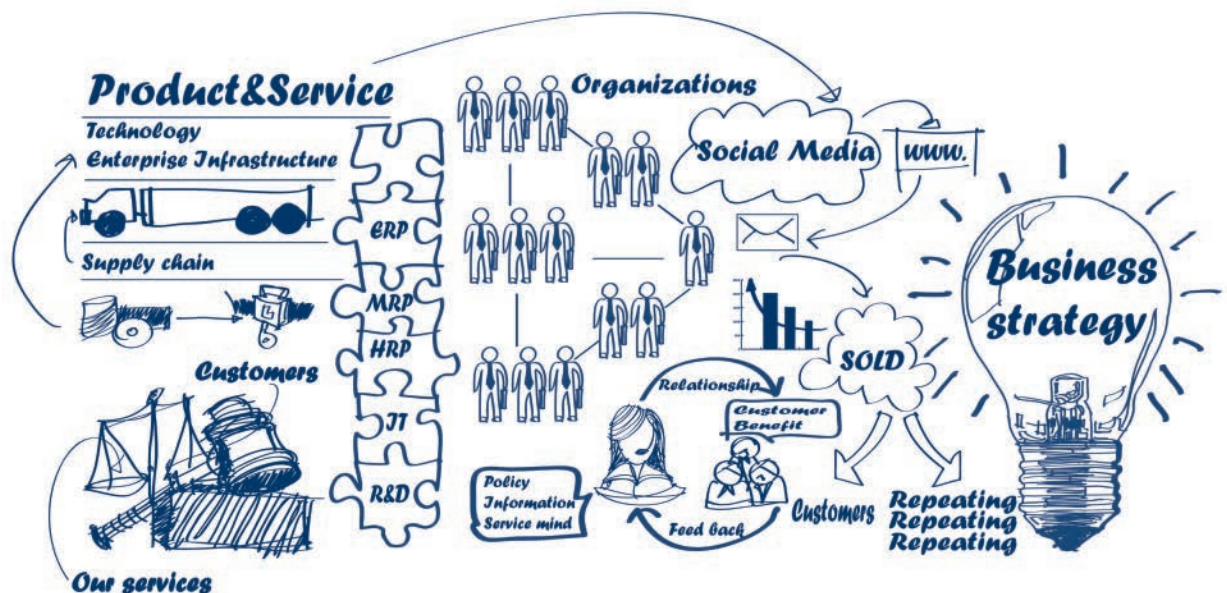 Product&Service
Technology
Enterprise Infrastructure
Supply chain
Customers
Our services
ERP
MRP
HRP
IT
R&D
Organizations
Social Media
www.
SOLD
Relationship
Customer
Benefit
Policy
Information
Service mind
Feed back
Customers
Repeating
Repeating
Repeating
Business
strategy